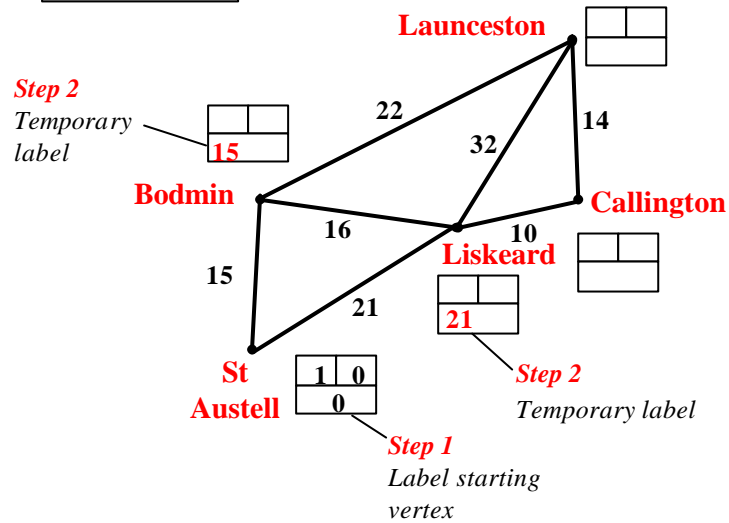 Launceston
Step 2
Temporary
label
15
22
32
14
Bodmin
Callington
16
10
Liskeard
15
21
21
St
Austell
1 0
0
Step 2
Temporary label
Step 1
Label starting
vertex